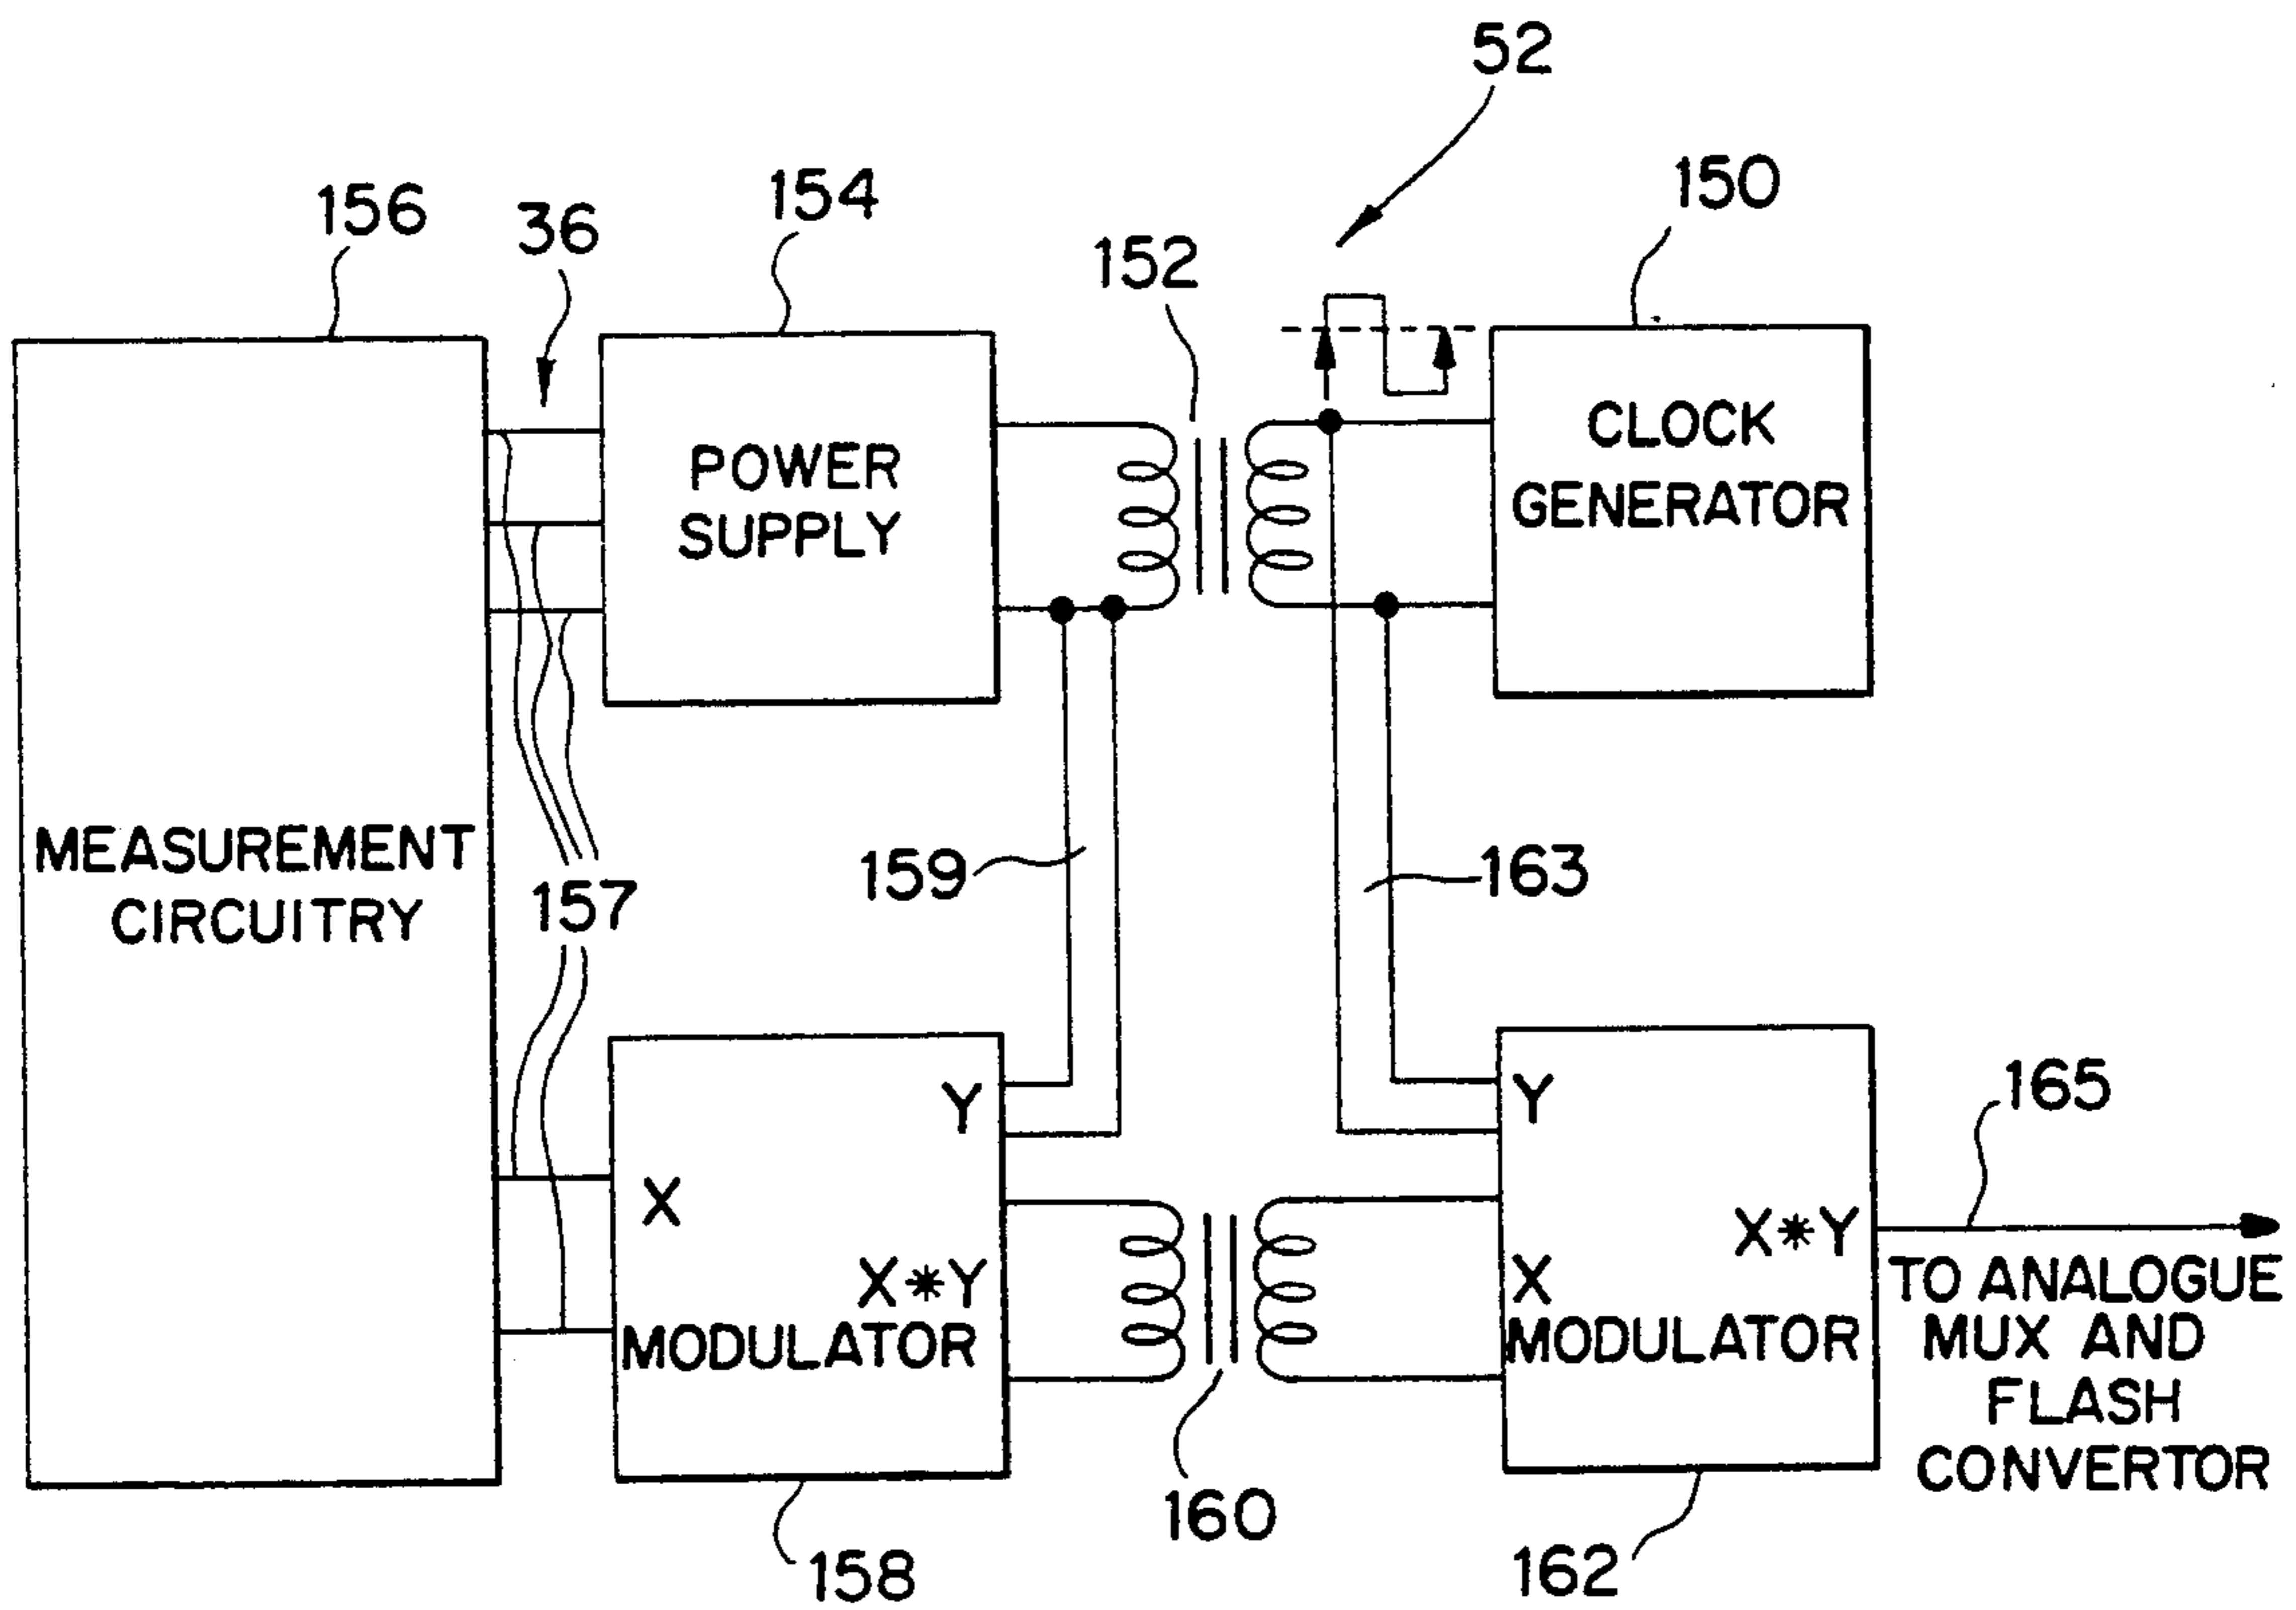 52
150
154
156
36
152
POWER
SUPPLY
CLOCK
GENERATOR
MEASUREMENT
CIRCUITRY
157
159
163
Y
X
X*Y
MODULATOR
Y
X*Y
X
MODULATOR
165
TO ANALOGUE
MUX AND
FLASH
CONVERTOR
160
158
162